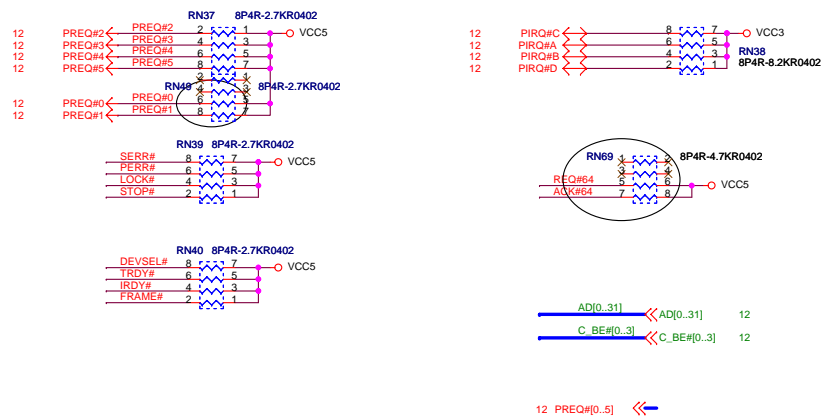 RN37 8P4R-2.7KR0402
12 PREQ#2 PREQ#2 2 1 VCC5
12 PREQ#3 PREQ#3 4 3
12 PREQ#4 PREQ#4 6 5
12 PREQ#5 PREQ#5 8 7
RN49 2 1 8P4R-2.7KR0402
4 3
12 PREQ#0 PREQ#0 6 5
12 PREQ#1 PREQ#1 8 7
12 PIRQ#C 8 7 VCC3
12 PIRQ#A 6 5
12 PIRQ#B 4 3 RN38
12 PIRQ#D 2 1 8P4R-8.2KR0402
RN39 8P4R-2.7KR0402
SERR# 8 7 VCC5
PERR# 6 5
LOCK# 4 3
STOP# 2 1
RN69 1 2 8P4R-4.7KR0402
3 4
REQ#64 5 6 VCC5
ACK#64 7 8
RN40 8P4R-2.7KR0402
DEVSEL# 8 7 VCC5
TRDY# 6 5
IRDY# 4 3
FRAME# 2 1
AD[0..31] AD[0..31] 12
C_BE#[0..3] C_BE#[0..3] 12
12 PREQ#[0..5]